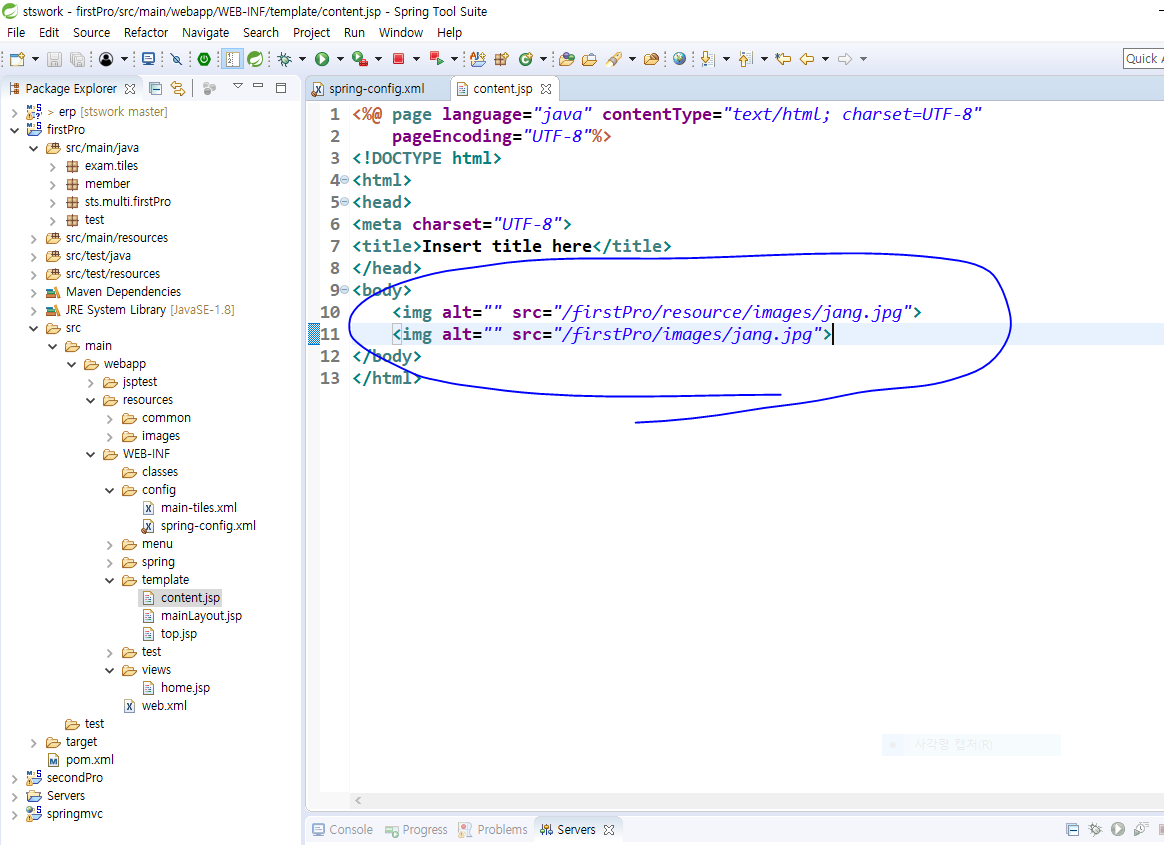 stswork - firstPro/src/main/webapp/WEB-INF/template/content.jsp - Spring Tool Suite
File Edit Source Refactor Navigate Search Project Run Window Help
Quick A
Package Explorer
> erp [stswork master]
firstPro
src/main/java
exam.tiles
member
sts.multi.firstPro
test
src/main/resources
src/test/java
src/test/resources
Maven Dependencies
JRE System Library [JavaSE-1.8]
src
main
webapp
jsptest
resources
common
images
WEB-INF
classes
config
main-tiles.xml
spring-config.xml
menu
spring
template
content.jsp
mainLayout.jsp
top.jsp
test
views
home.jsp
web.xml
test
target
pom.xml
secondPro
Servers
springmvc
spring-config.xml content.jsp
1 <%@ page language="java" contentType="text/html; charset=UTF-8"
2 pageEncoding="UTF-8"%>
3 <!DOCTYPE html>
4 <html>
5 <head>
6 <meta charset="UTF-8">
7 <title>Insert title here</title>
8 </head>
9 <body>
10 <img alt="" src="/firstPro/resource/images/jang.jpg">
11 <img alt="" src="/firstPro/images/jang.jpg">
12 </body>
13 </html>
사각형 캡처(R)
Console Progress Problems Servers